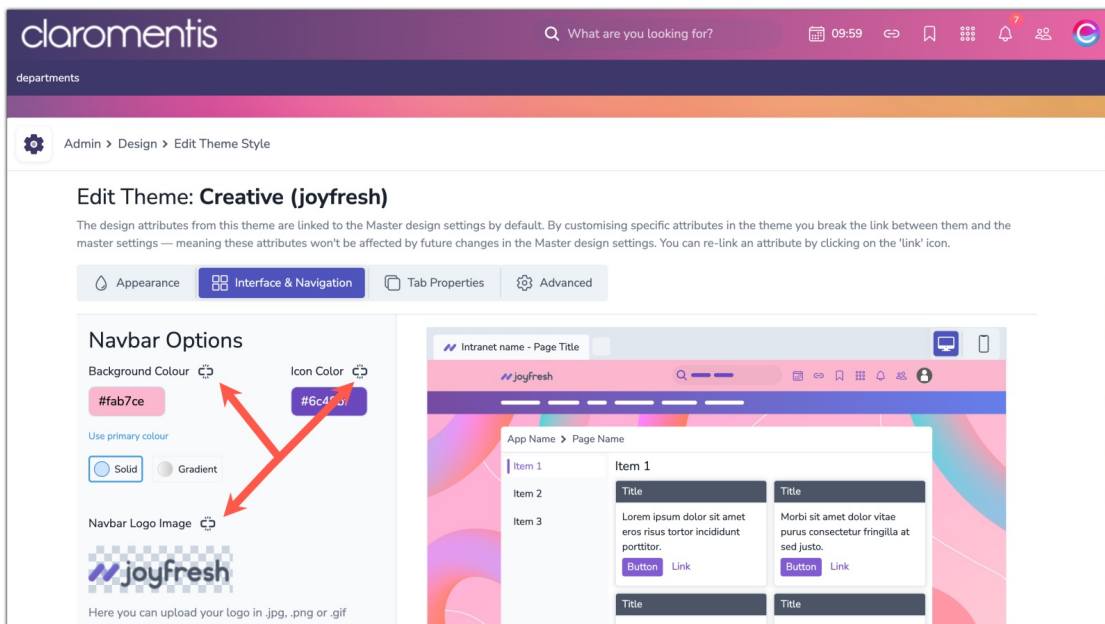 claromentis
What are you looking for?
09:59
7
departments
Admin > Design > Edit Theme Style
Edit Theme: Creative (joyfresh)
The design attributes from this theme are linked to the Master design settings by default. By customising specific attributes in the theme you break the link between them and the
master settings — meaning these attributes won't be affected by future changes in the Master design settings. You can re-link an attribute by clicking on the 'link' icon.
Appearance
Interface & Navigation
Tab Properties
Advanced
Navbar Options
Background Colour
Icon Color
#fab7ce
Use primary colour
Solid
Gradient
Navbar Logo Image
joyfresh
Here you can upload your logo in .jpg, .png or .gif
Intranet name - Page Title
joyfresh
App Name > Page Name
Item 1
Item 2
Item 3
Item 1
Title
Lorem ipsum dolor sit amet
eros risus tortor incididunt
porttitor.
Button
Link
Title
Morbi sit amet dolor vitae
purus consectetur fringilla at
sed justo.
Button
Link
Title
Title